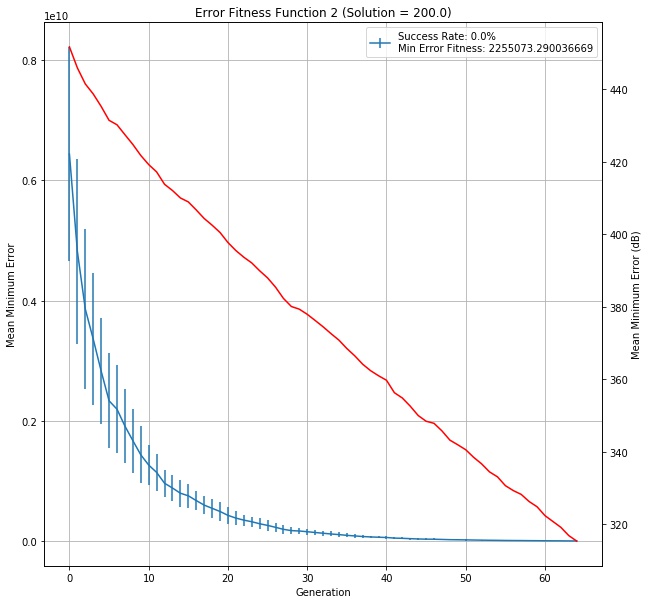 Error Fitness Function 2 (Solution = 200.0)
1e10
Success Rate: 0.0%
Min Error Fitness: 2255073.290036669
0.8
0.6
0.4
0.2
0.0
Mean Minimum Error
440
420
400
380
360
340
320
Mean Minimum Error (dB)
0 10 20 30 40 50 60
Generation